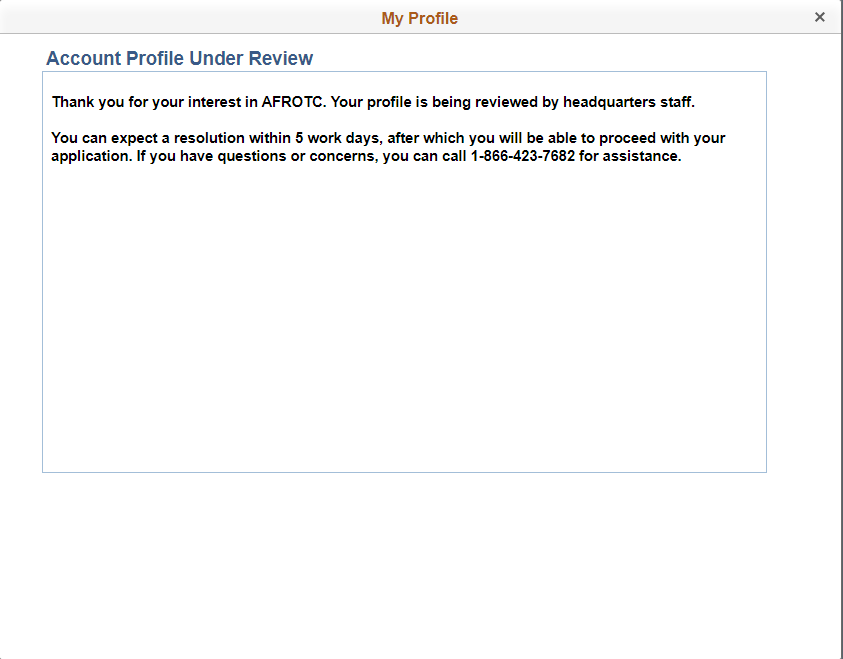 My Profile
Account Profile Under Review
Thank you for your interest in AFROTC. Your profile is being reviewed by headquarters staff.
You can expect a resolution within 5 work days, after which you will be able to proceed with your
application. If you have questions or concerns, you can call 1-866-423-7682 for assistance.